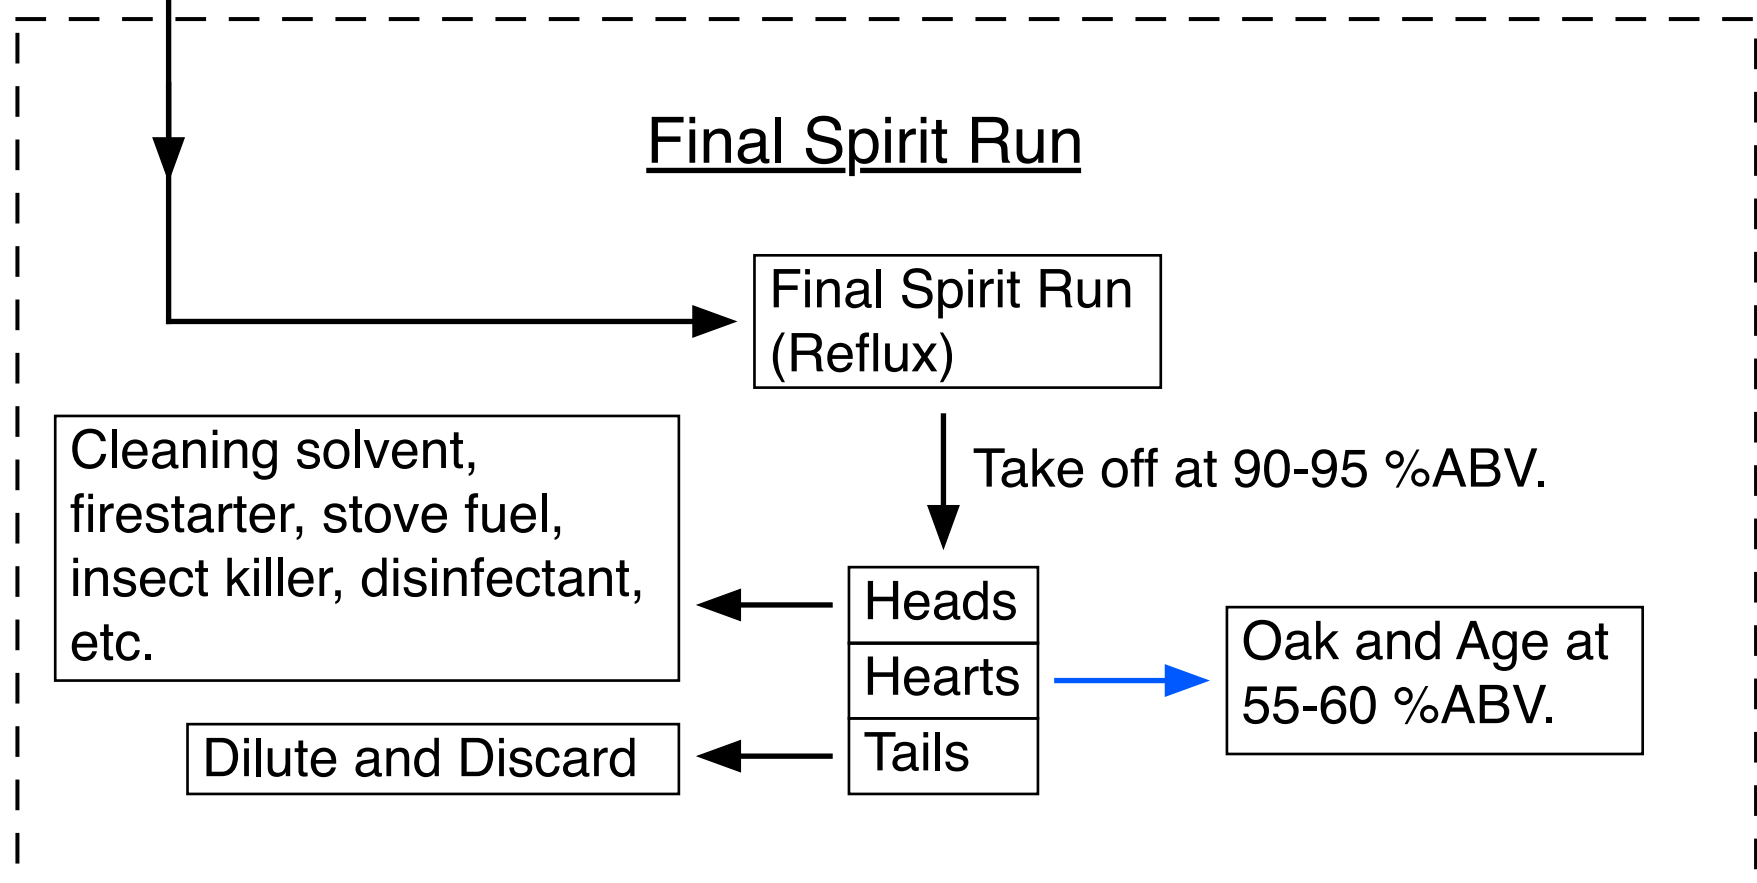 Final Spirit Run
Final Spirit Run
(Reflux)
Take off at 90-95 %ABV.
Cleaning solvent,
firestarter, stove fuel,
insect killer, disinfectant,
etc.
Heads
Hearts
Tails
Oak and Age at
55-60 %ABV.
Dilute and Discard